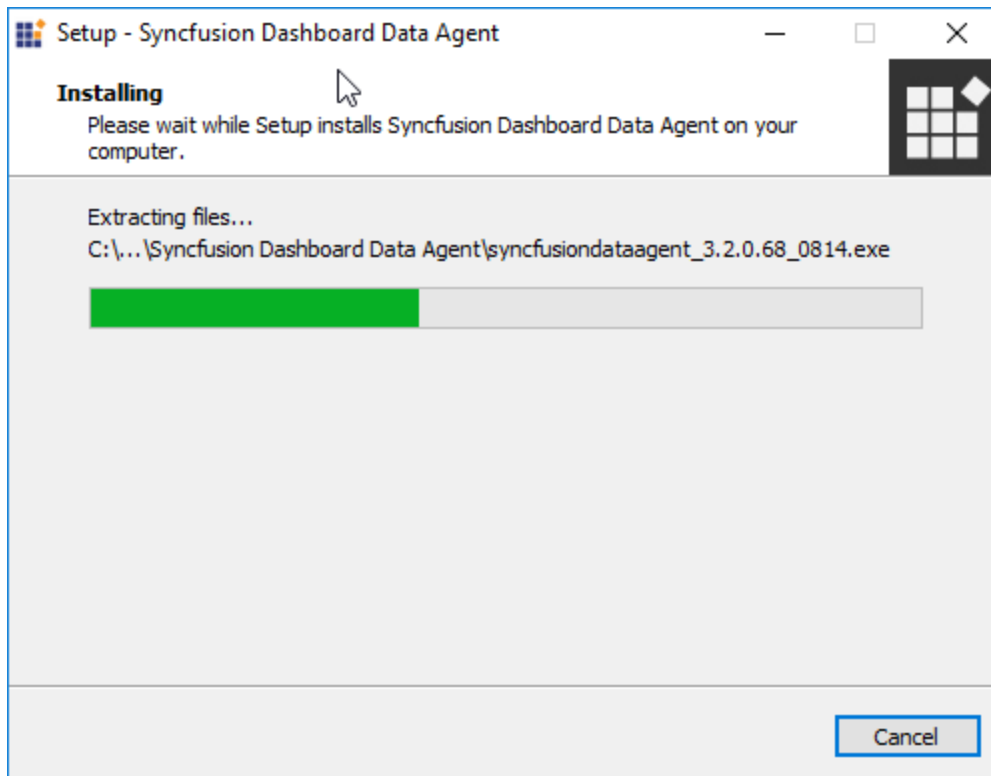 Setup - Syncfusion Dashboard Data Agent
Installing
Please wait while Setup installs Syncfusion Dashboard Data Agent on your
computer.
Extracting files...
C:\...\Syncfusion Dashboard Data Agent\syncfusiondataagent_3.2.0.68_0814.exe
Cancel